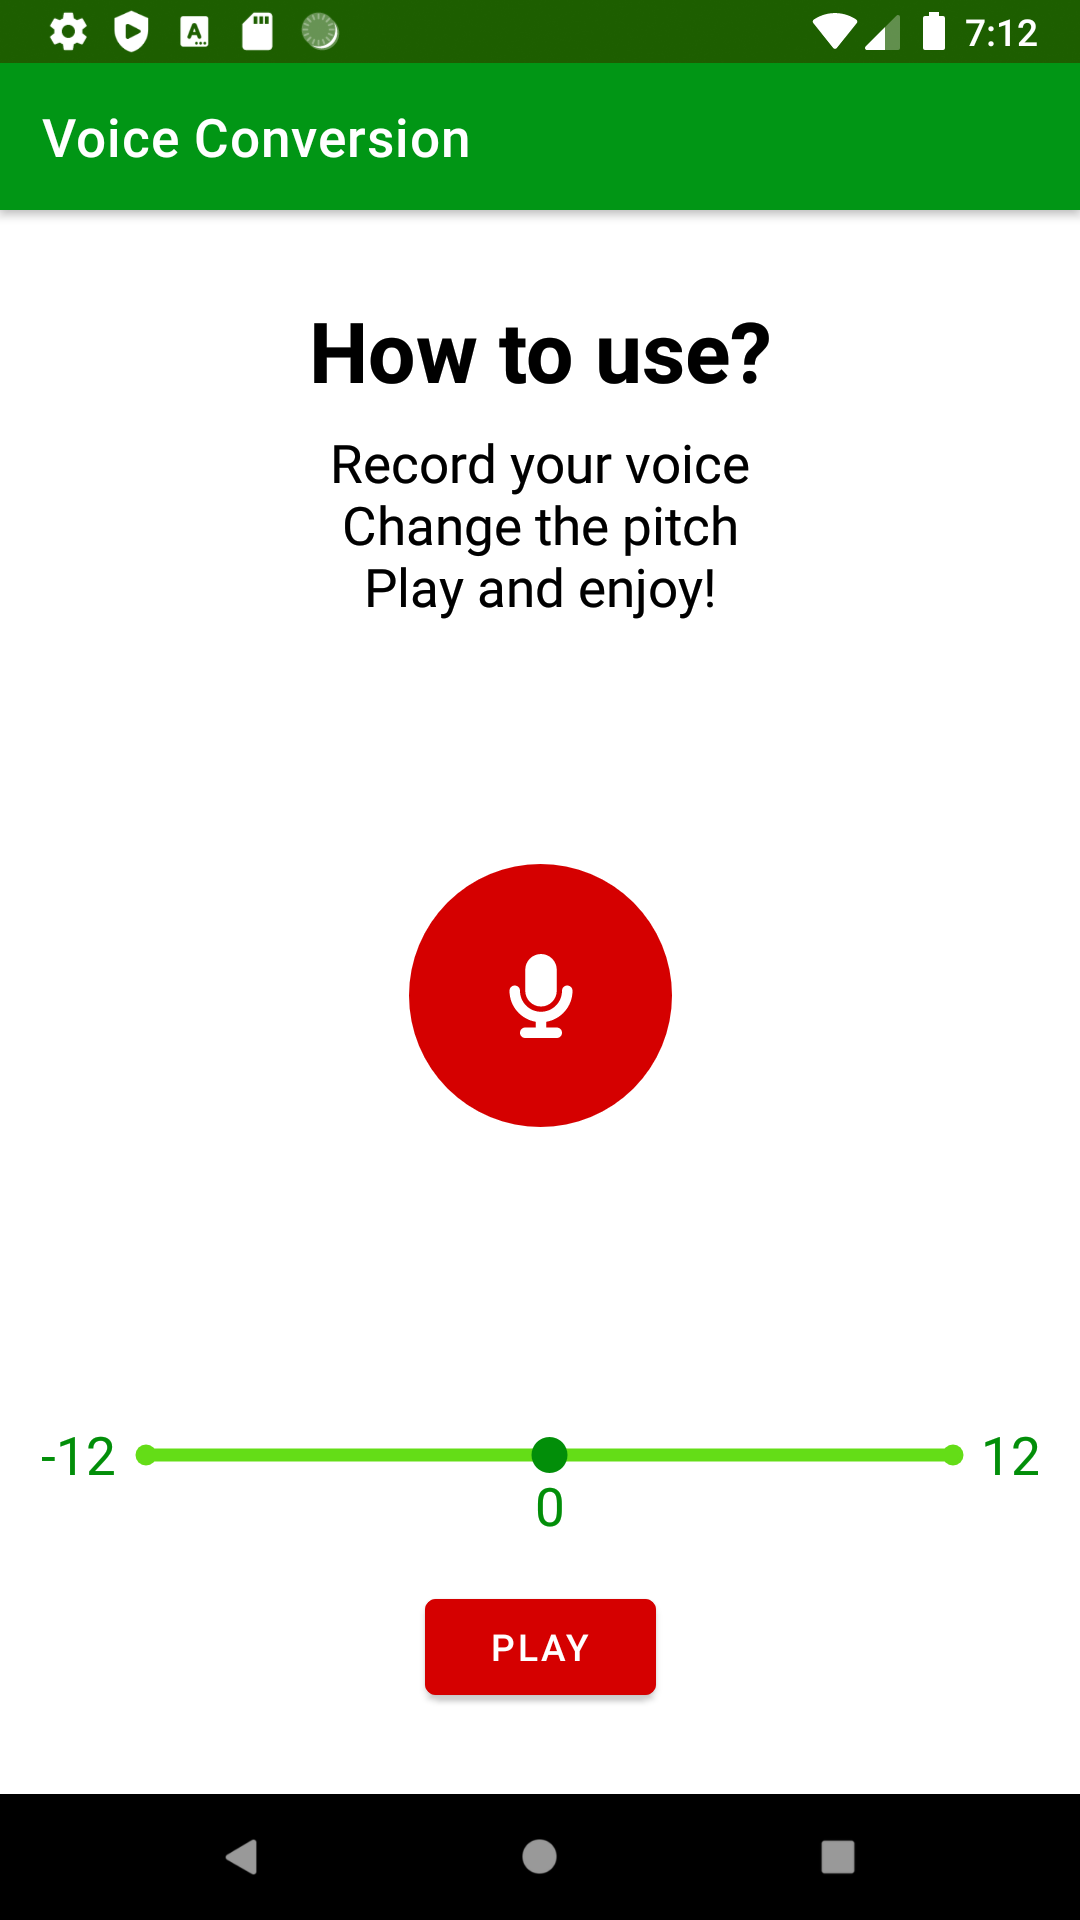 7:12
Voice Conversion
How to use?
Record your voice
Change the pitch
Play and enjoy!
-12
12
0
PLAY